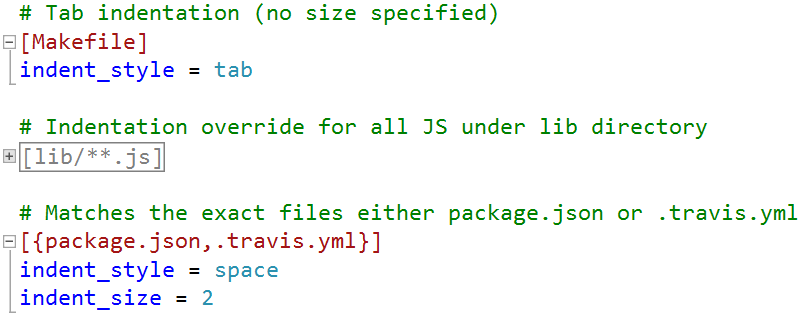 # Tab indentation (no size specified)
[Makefile]
indent_style = tab
# Indentation override for all JS under lib directory
[lib/**.js]
# Matches the exact files either package.json or .travis.yml
[{package.json,.travis.yml}]
indent_style = space
indent_size = 2